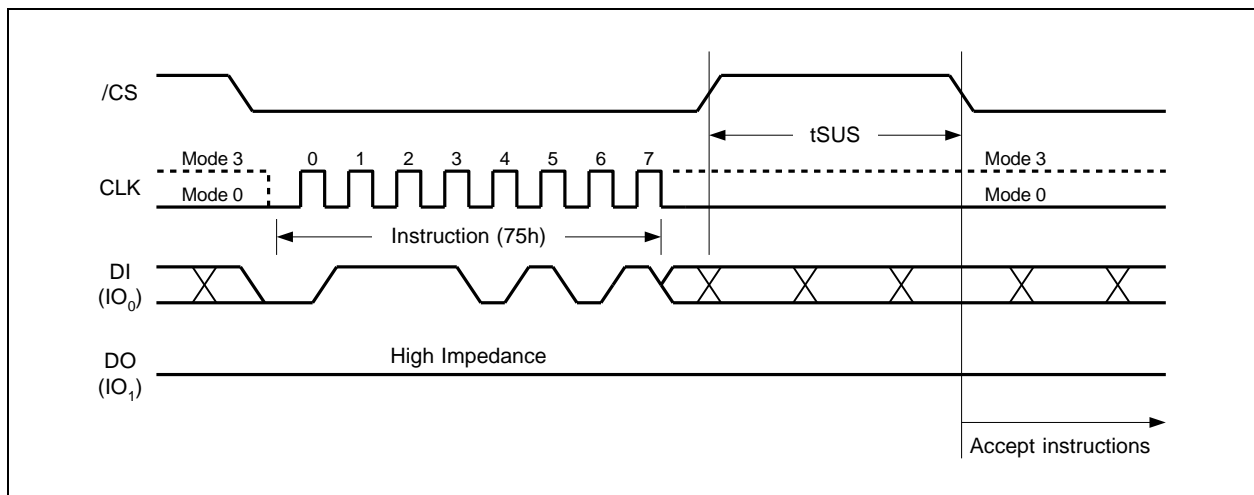 /CS
tSUS
Mode 3 0 1 2 3 4 5 6 7 Mode 3
CLK
Mode 0 Mode 0
Instruction (75h)
DI
(IO₀)
High Impedance
DO
(IO₁)
Accept instructions